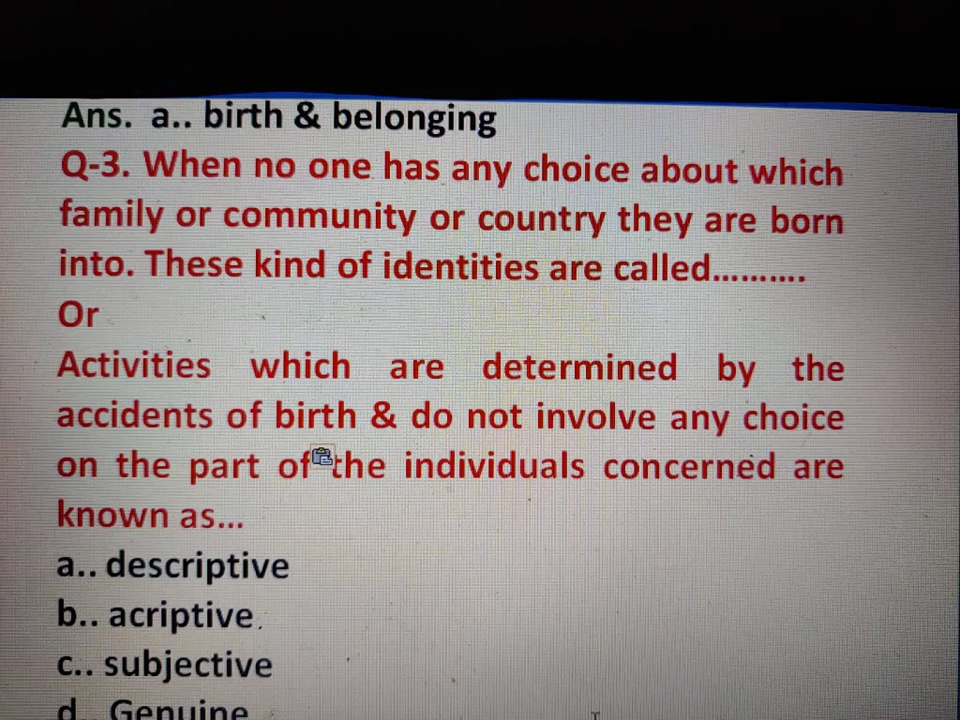 Ans. a.. birth & belonging
Q-3. When no one has any choice about which
family or community or country they are born
into. These kind of identities are called..........
Or
Activities which are determined by the
accidents of birth & do not involve any choice
on the part of the individuals concerned are
known as...
a.. descriptive
b.. acriptive.
c.. subjective
d.. Genuine